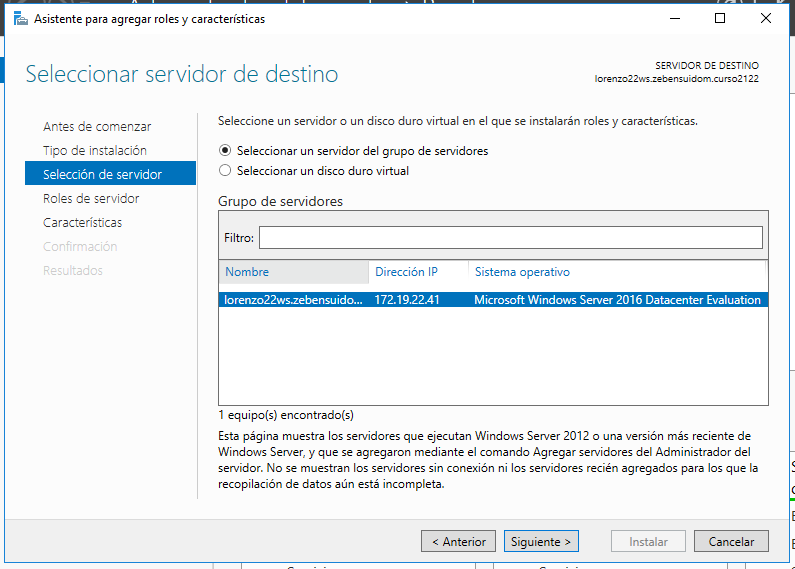 Asistente para agregar roles y características
Seleccionar servidor de destino
SERVIDOR DE DESTINO
lorenzo22ws.zebensuidom.curso2122
Antes de comenzar
Tipo de instalación
Selección de servidor
Roles de servidor
Características
Confirmación
Resultados
Seleccione un servidor o un disco duro virtual en el que se instalarán roles y características.
Seleccionar un servidor del grupo de servidores
Seleccionar un disco duro virtual
Grupo de servidores
Filtro:
Nombre Dirección IP Sistema operativo
lorenzo22ws.zebensuido... 172.19.22.41 Microsoft Windows Server 2016 Datacenter Evaluation
1 equipo(s) encontrado(s)
Esta página muestra los servidores que ejecutan Windows Server 2012 o una versión más reciente de
Windows Server, y que se agregaron mediante el comando Agregar servidores del Administrador del
servidor. No se muestran los servidores sin conexión ni los servidores recién agregados para los que la
recopilación de datos aún está incompleta.
< Anterior Siguiente > Instalar Cancelar